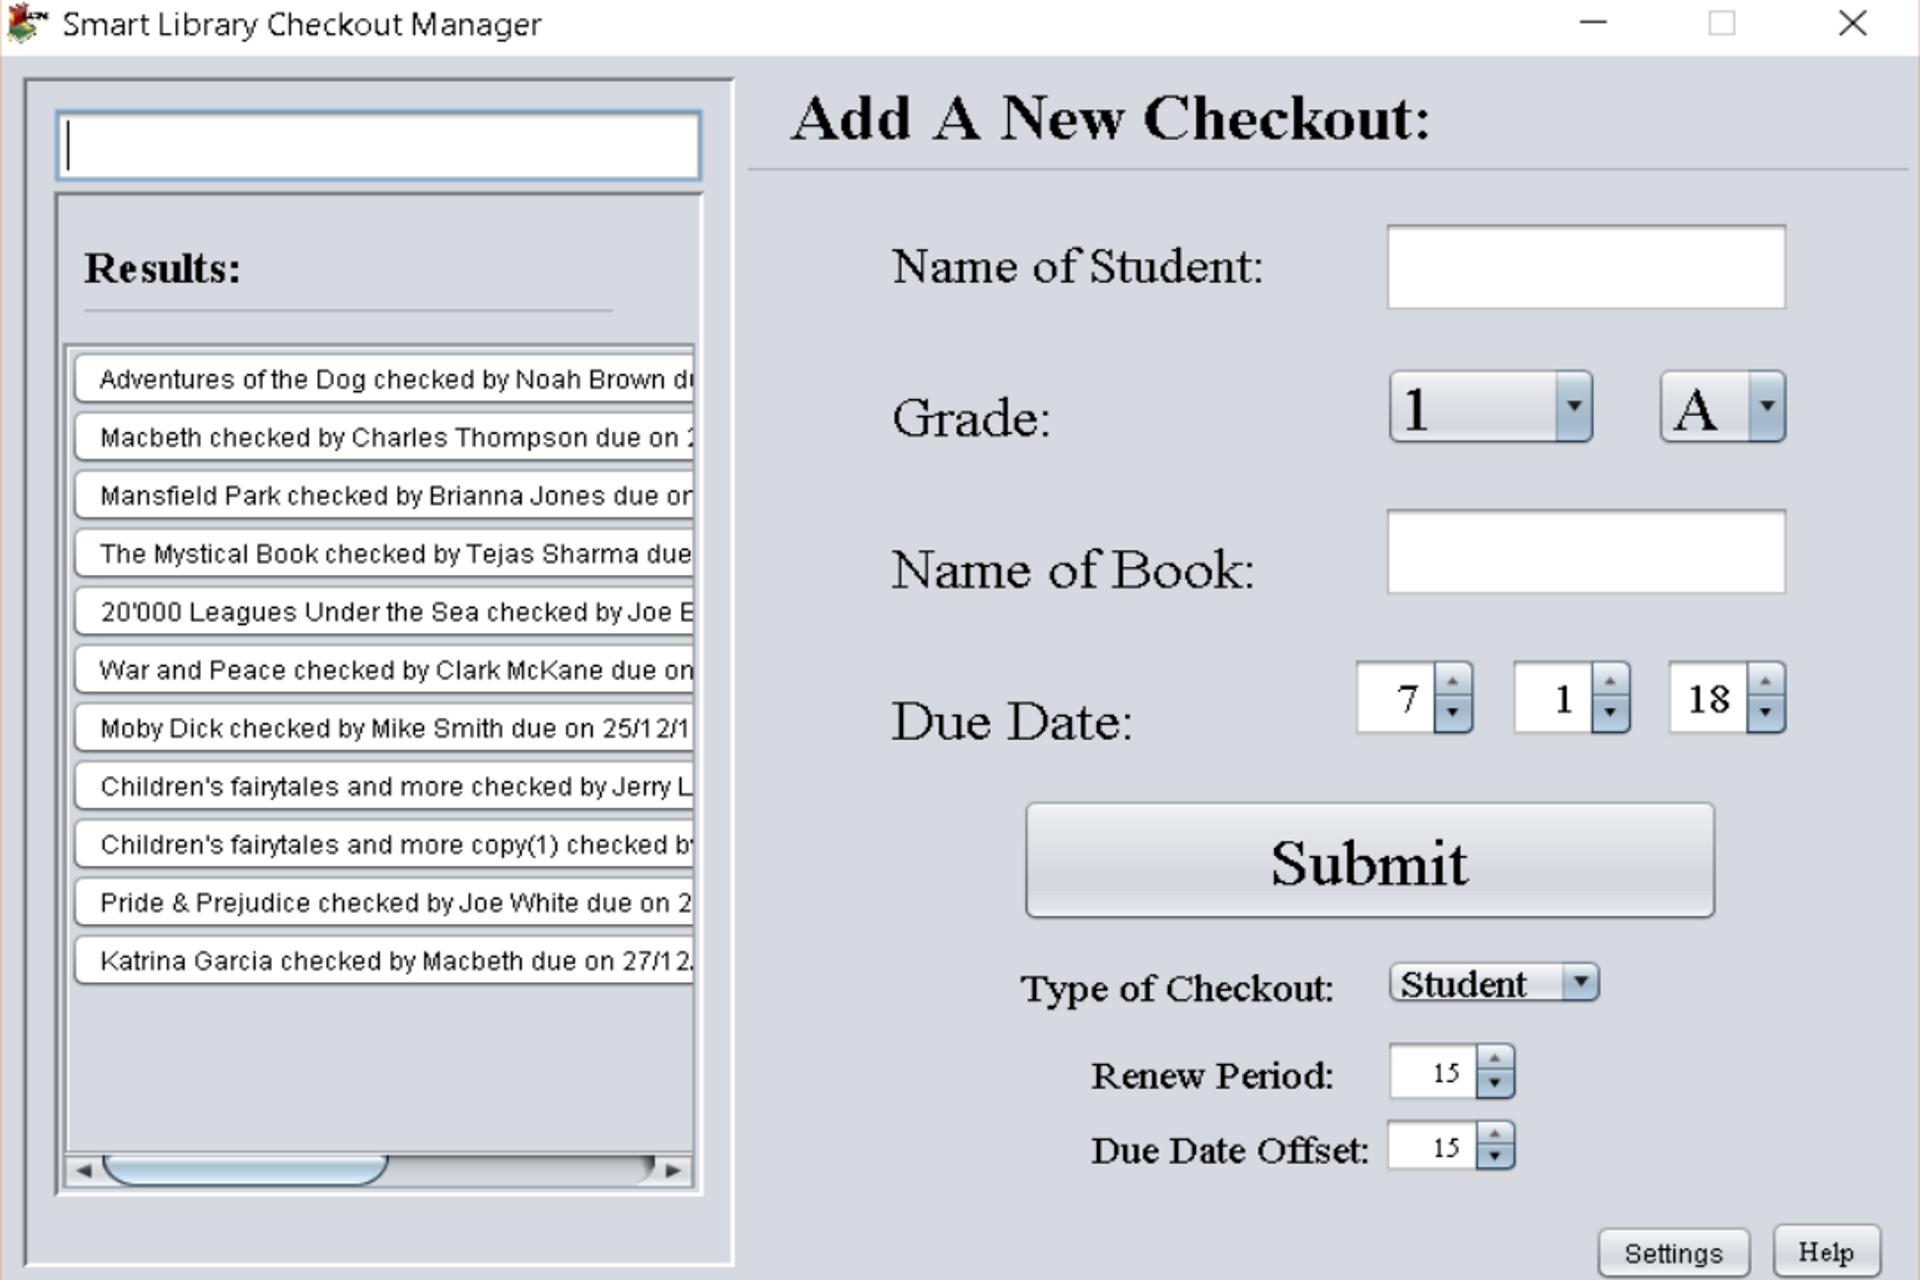 Smart Library Checkout Manager
Results:
Adventures of the Dog checked by Noah Brown
Macbeth checked by Charles Thompson due on
Mansfield Park checked by Brianna Jones due on
The Mystical Book checked by Tejas Sharma due
20'000 Leagues Under the Sea checked by Joe
War and Peace checked by Clark McKane due on
Moby Dick checked by Mike Smith due on 25/12/1
Children's fairytales and more checked by Jerry L
Children's fairytales and more copy(1) checked by
Pride & Prejudice checked by Joe White due on 2
Katrina Garcia checked by Macbeth due on 27/12
Add A New Checkout:
Name of Student:
Grade: 1 A
Name of Book:
Due Date: 7 1 18
Submit
Type of Checkout: Student
Renew Period: 15
Due Date Offset: 15
Settings Help